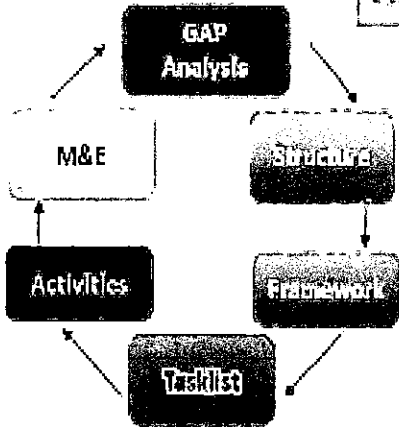 GAP
Analysis
Structure
Framework
Tasklist
Activities
M&E